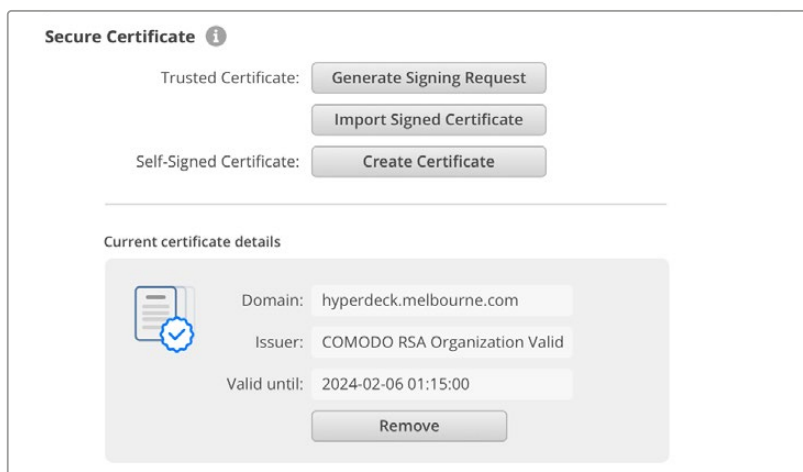 Secure Certificate
Trusted Certificate: Generate Signing Request
Import Signed Certificate
Self-Signed Certificate: Create Certificate
Current certificate details
Domain: hyperdeck.melbourne.com
Issuer: COMODO RSA Organization Valid
Valid until: 2024-02-06 01:15:00
Remove